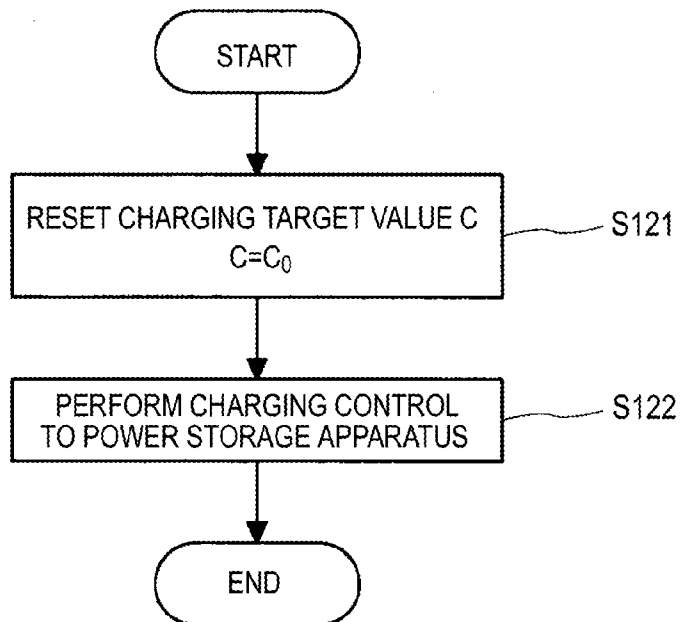 START
RESET CHARGING TARGET VALUE C
C=C₀
S121
PERFORM CHARGING CONTROL
TO POWER STORAGE APPARATUS
S122
END